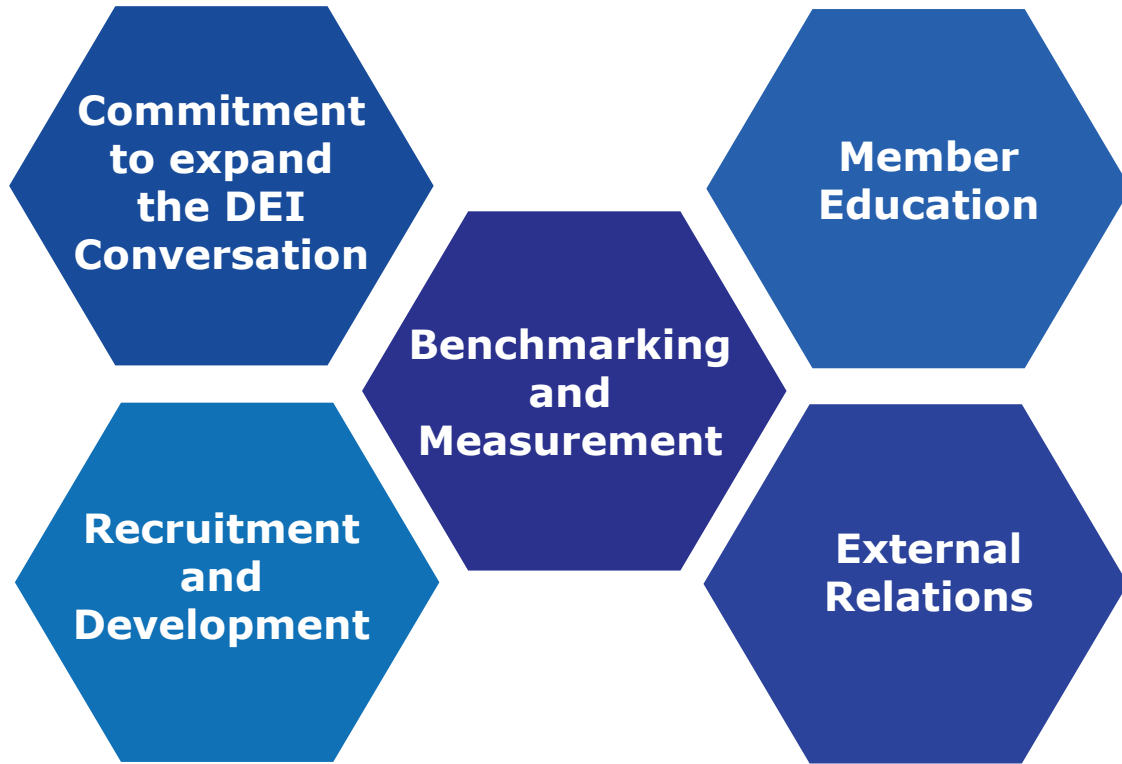 Commitment
to expand
the DEI
Conversation
Member
Education
Benchmarking
and
Measurement
Recruitment
and
Development
External
Relations